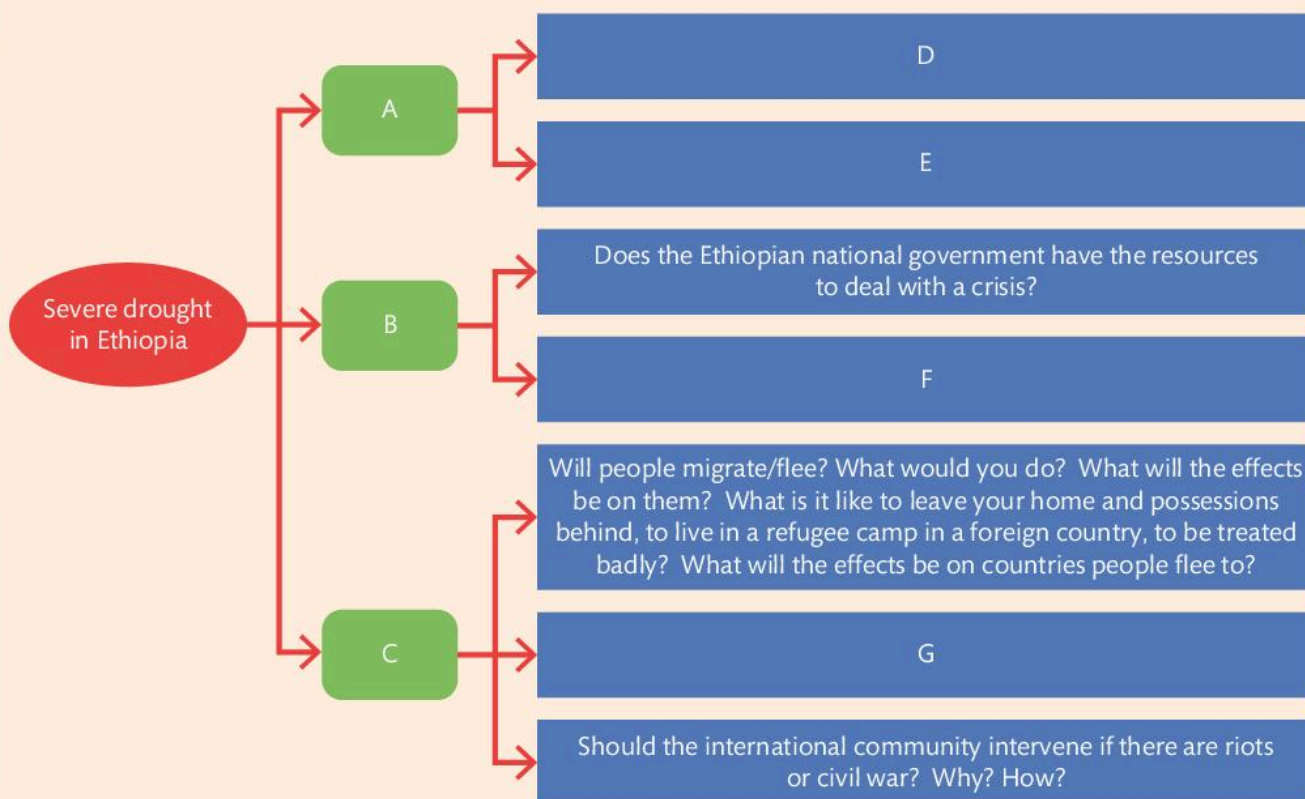 D
A
E
Does the Ethiopian national government have the resources
to deal with a crisis?
Severe drought
in Ethiopia
B
F
Will people migrate/flee? What would you do? What will the effects
be on them? What is it like to leave your home and possessions
behind, to live in a refugee camp in a foreign country, to be treated
badly? What will the effects be on countries people flee to?
C
G
Should the international community intervene if there are riots
or civil war? Why? How?